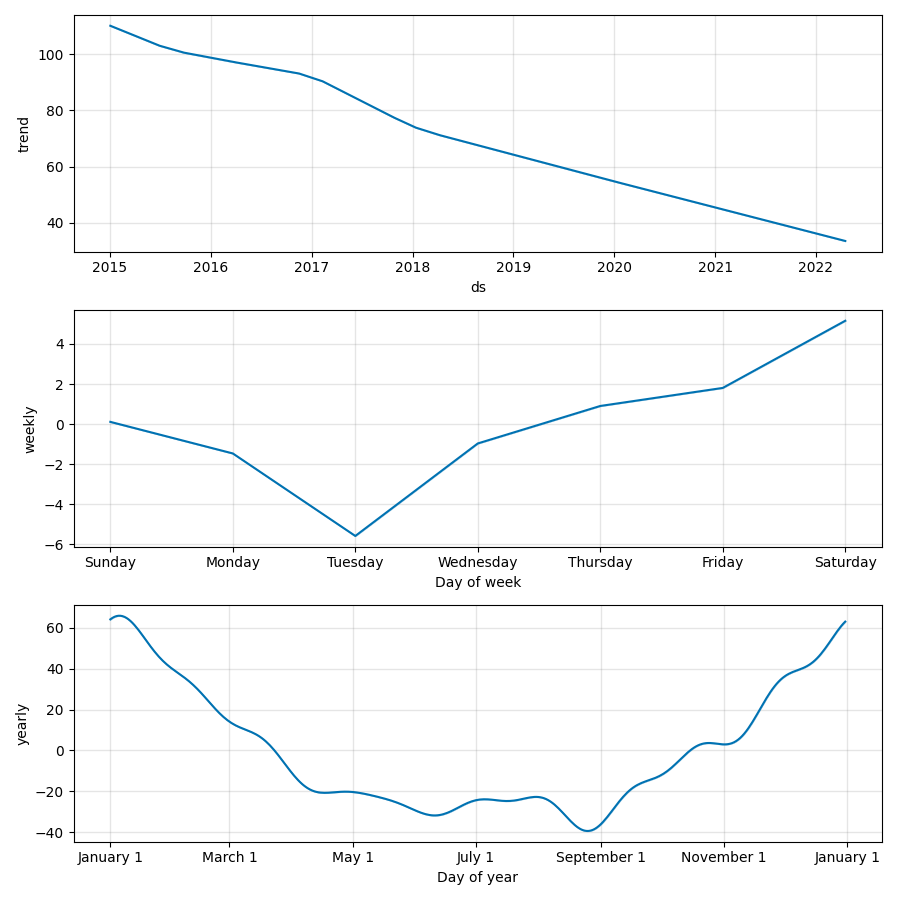 100
80
60
40
trend
2015 2016 2017 2018 2019 2020 2021 2022
ds
4
2
0
−2
−4
−6
weekly
Sunday Monday Tuesday Wednesday Thursday Friday Saturday
Day of week
60
40
20
0
−20
−40
yearly
January 1 March 1 May 1 July 1 September 1 November 1 January 1
Day of year